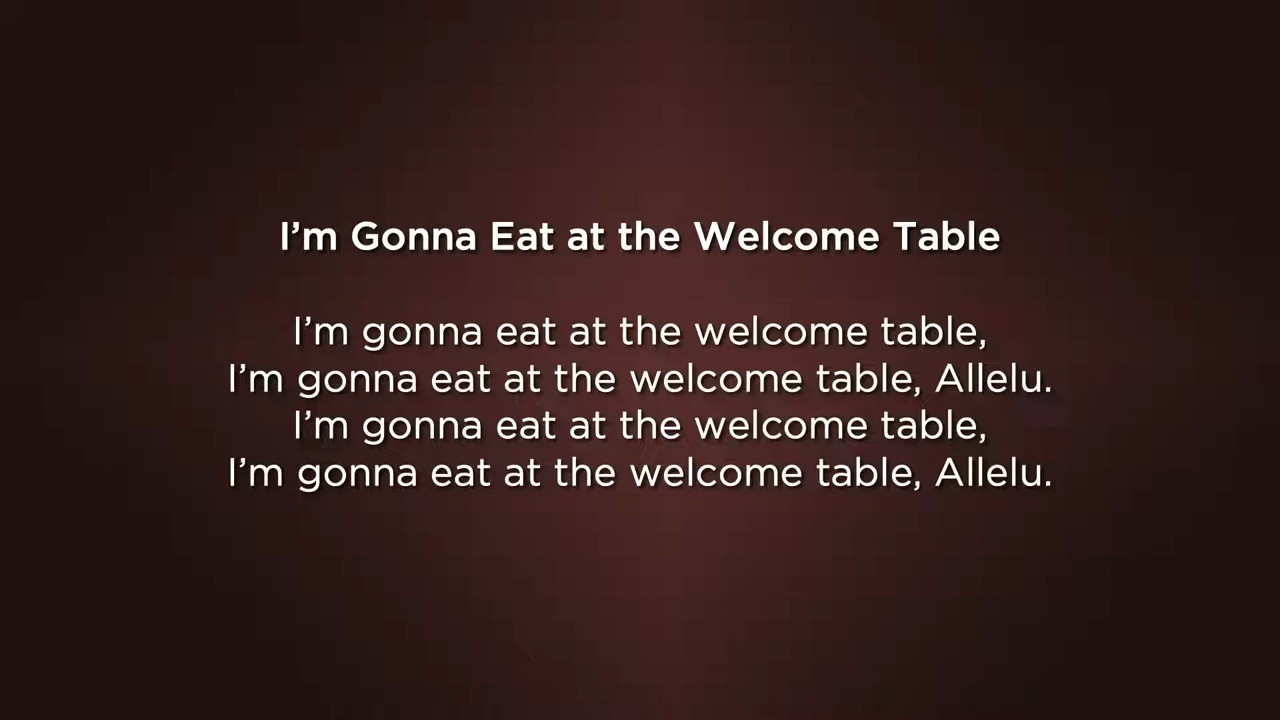 I’m Gonna Eat at the Welcome Table
I’m gonna eat at the welcome table,
I’m gonna eat at the welcome table, Allelu.
I’m gonna eat at the welcome table,
I’m gonna eat at the welcome table, Allelu.